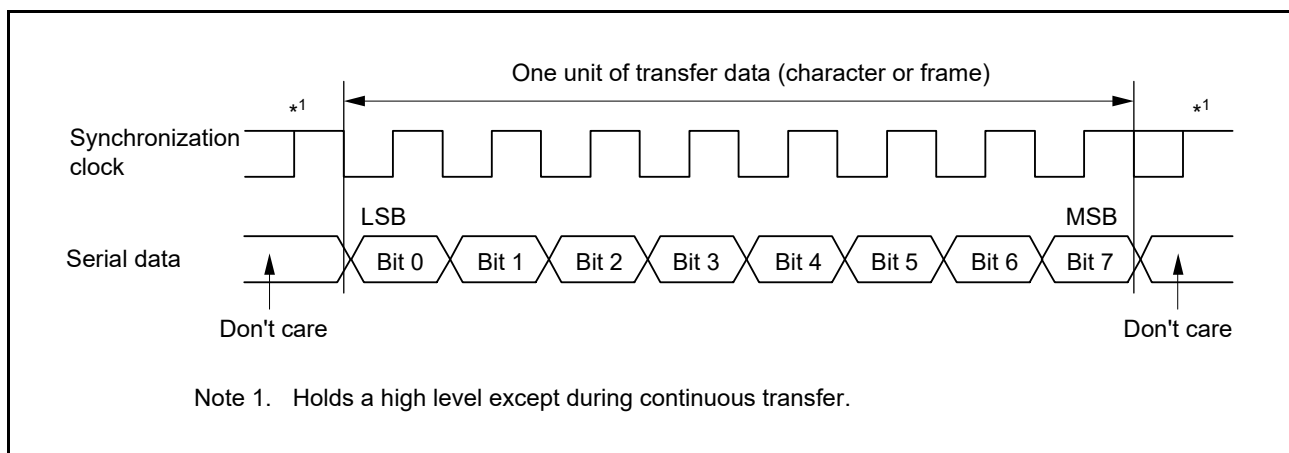 One unit of transfer data (character or frame)
*1 *1
Synchronization
clock
LSB MSB
Serial data Bit 0 Bit 1 Bit 2 Bit 3 Bit 4 Bit 5 Bit 6 Bit 7
Don't care Don't care
Note 1. Holds a high level except during continuous transfer.